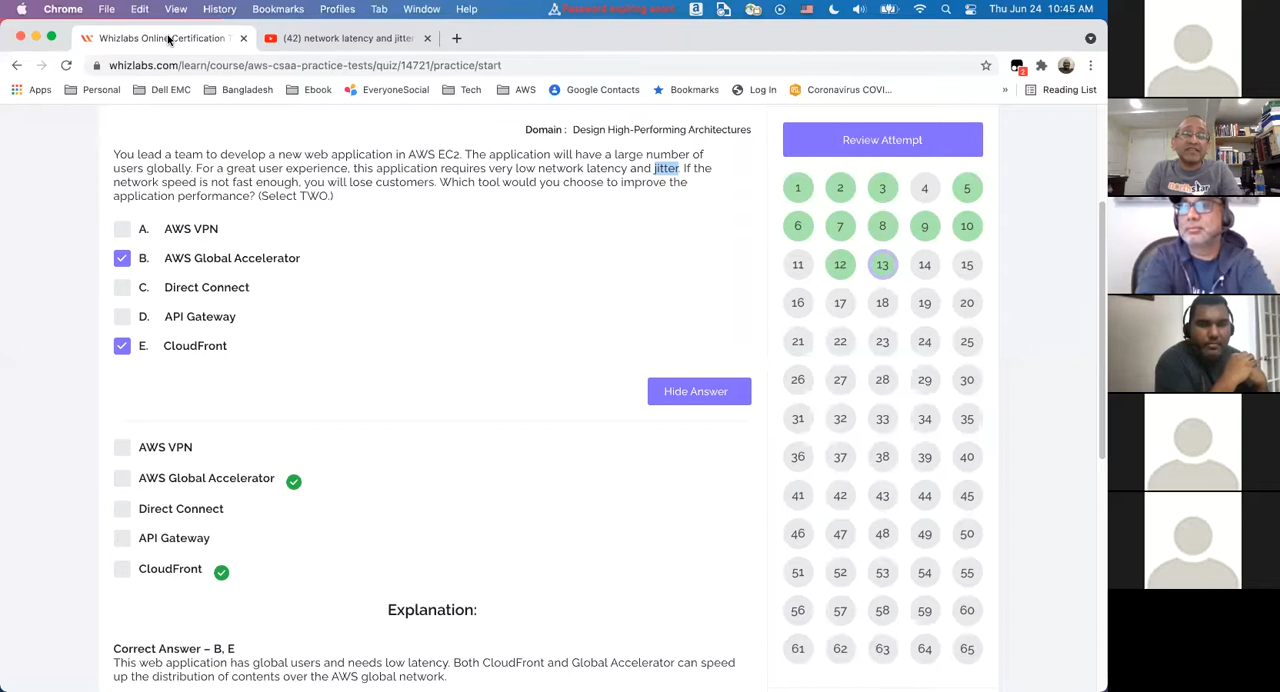 Chrome File Edit View History Bookmarks Profiles Tab Window Help Password expiring soon! Thu Jun 24 10:45 AM
Whizlabs Online Certification T (42) network latency and jitter
whizlabs.com/learn/course/aws-csaa-practice-tests/quiz/14721/practice/start 2
Apps Personal Dell EMC Bangladesh Ebook EveryoneSocial Tech AWS Google Contacts Bookmarks Log In Coronavirus COVI... » Reading List
Domain : Design High-Performing Architectures
You lead a team to develop a new web application in AWS EC2. The application will have a large number of
users globally. For a great user experience, this application requires very low network latency and jitter. If the
network speed is not fast enough, you will lose customers. Which tool would you choose to improve the
application performance? (Select TWO.)
A. AWS VPN
B. AWS Global Accelerator
C. Direct Connect
D. API Gateway
E. CloudFront
Hide Answer
AWS VPN
AWS Global Accelerator
Direct Connect
API Gateway
CloudFront
Explanation:
Correct Answer – B, E
This web application has global users and needs low latency. Both CloudFront and Global Accelerator can speed
up the distribution of contents over the AWS global network.
Review Attempt
1 2 3 4 5
6 7 8 9 10
11 12 13 14 15
16 17 18 19 20
21 22 23 24 25
26 27 28 29 30
31 32 33 34 35
36 37 38 39 40
41 42 43 44 45
46 47 48 49 50
51 52 53 54 55
56 57 58 59 60
61 62 63 64 65
northstar